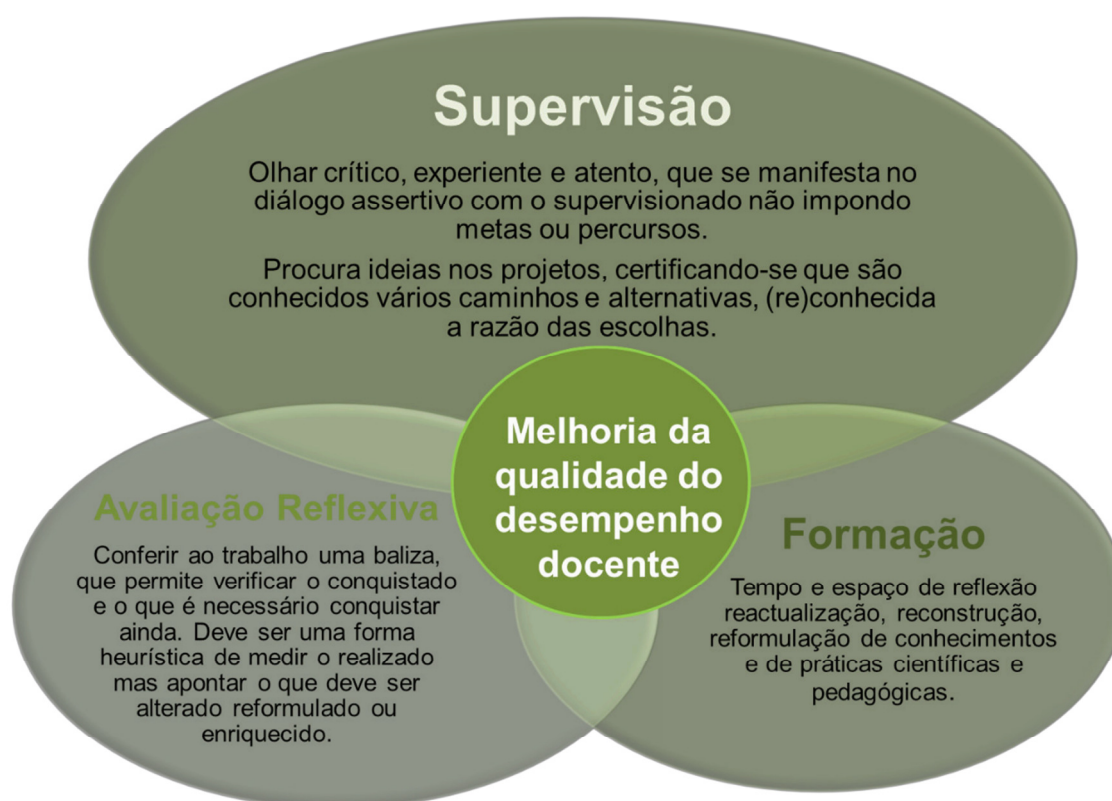 Supervisão
Olhar crítico, experiente e atento, que se manifesta no
diálogo assertivo com o supervisionado não impondo
metas ou percursos.
Procura ideias nos projetos, certificando-se que são
conhecidos vários caminhos e alternativas, (re)conhecida
a razão das escolhas.
Melhoria da
qualidade do
desempenho
docente
Avaliação Reflexiva
Conferir ao trabalho uma baliza,
que permite verificar o conquistado
e o que é necessário conquistar
ainda. Deve ser uma forma
heurística de medir o realizado
mas apontar o que deve ser
alterado reformulado ou
enriquecido.
Formação
Tempo e espaço de reflexão
reactualização, reconstrução,
reformulação de conhecimentos
e de práticas científicas e
pedagógicas.